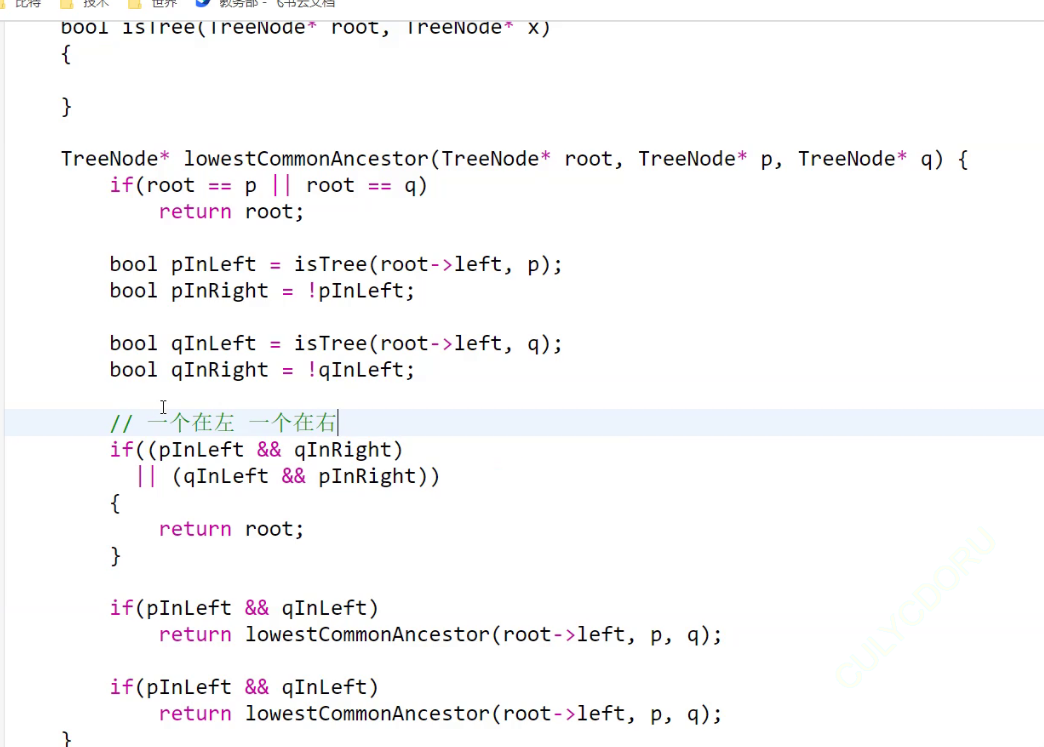 比特 技术 世界 教务部 - 飞书云文档
bool isTree(TreeNode* root, TreeNode* x)
{
}
TreeNode* lowestCommonAncestor(TreeNode* root, TreeNode* p, TreeNode* q) {
if(root == p || root == q)
return root;
bool pInLeft = isTree(root->left, p);
bool pInRight = !pInLeft;
bool qInLeft = isTree(root->left, q);
bool qInRight = !qInLeft;
// 一个在左 一个在右
if((pInLeft && qInRight)
|| (qInLeft && pInRight))
{
return root;
}
if(pInLeft && qInLeft)
return lowestCommonAncestor(root->left, p, q);
if(pInLeft && qInLeft)
return lowestCommonAncestor(root->left, p, q);
}
CULYCDORU